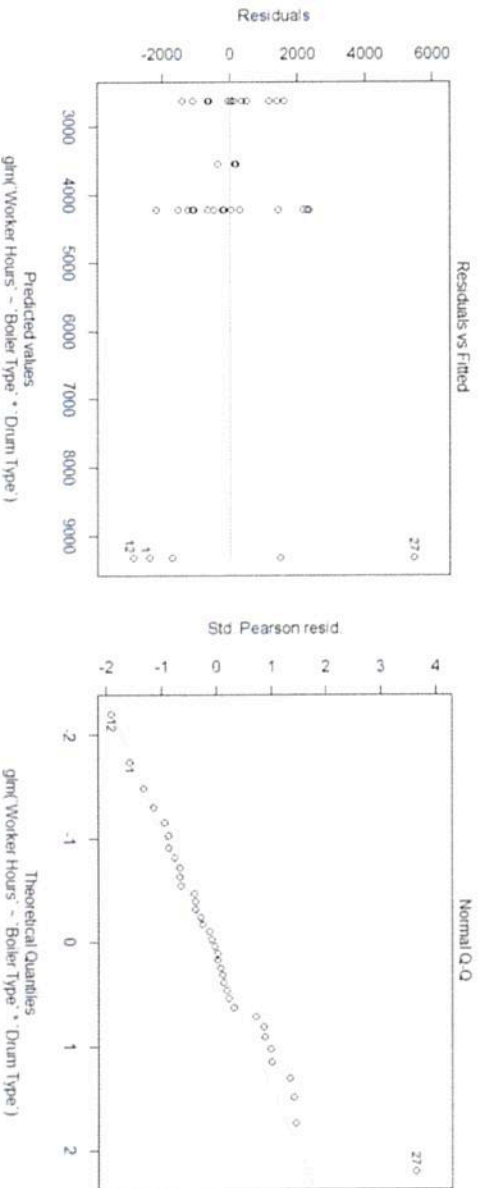 Residuals vs Fitted
Residuals
-2000 0 2000 4000 6000
27
1
12
3000 4000 5000 6000 7000 8000 9000
Predicted values
glm(`Worker Hours` ~ `Boiler Type` * `Drum Type`)
Normal Q-Q
Std. Pearson resid.
-2 -1 0 1 2 3 4
27
1
12
-2 -1 0 1 2
Theoretical Quantiles
glm(`Worker Hours` ~ `Boiler Type` * `Drum Type`)